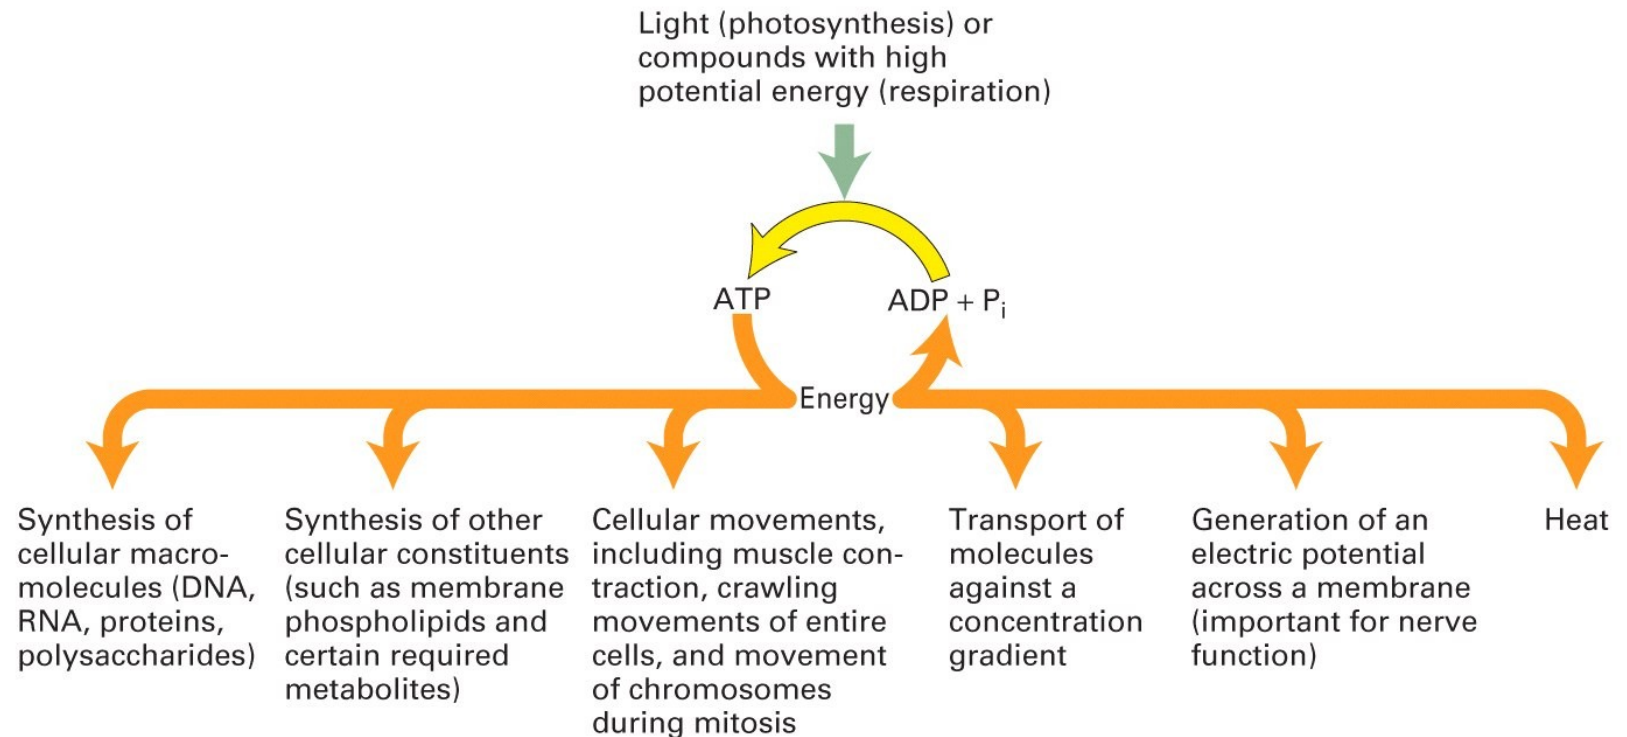 Light (photosynthesis) or
compounds with high
potential energy (respiration)
ATP
ADP + Pi
Energy
Synthesis of
cellular macro-
molecules (DNA,
RNA, proteins,
polysaccharides)
Synthesis of other
cellular constituents
(such as membrane
phospholipids and
certain required
metabolites)
Cellular movements,
including muscle con-
traction, crawling
movements of entire
cells, and movement
of chromosomes
during mitosis
Transport of
molecules
against a
concentration
gradient
Generation of an
electric potential
across a membrane
(important for nerve
function)
Heat